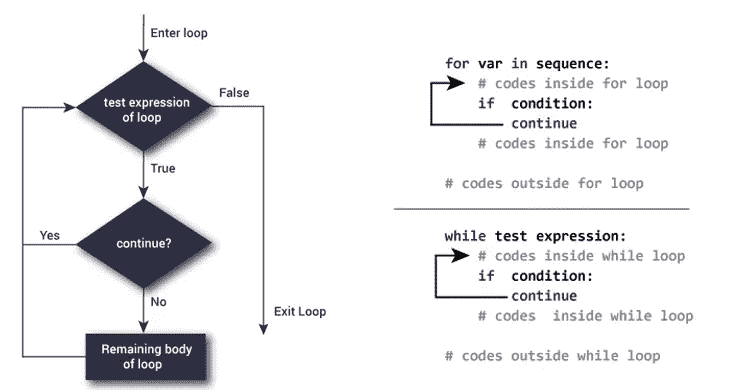 Enter loop
test expression
of loop
False
True
Yes
continue?
No
Exit Loop
Remaining body
of loop
for var in sequence:
# codes inside for loop
if condition:
continue
# codes inside for loop
# codes outside for loop
while test expression:
# codes inside while loop
if condition:
continue
# codes inside while loop
# codes outside while loop